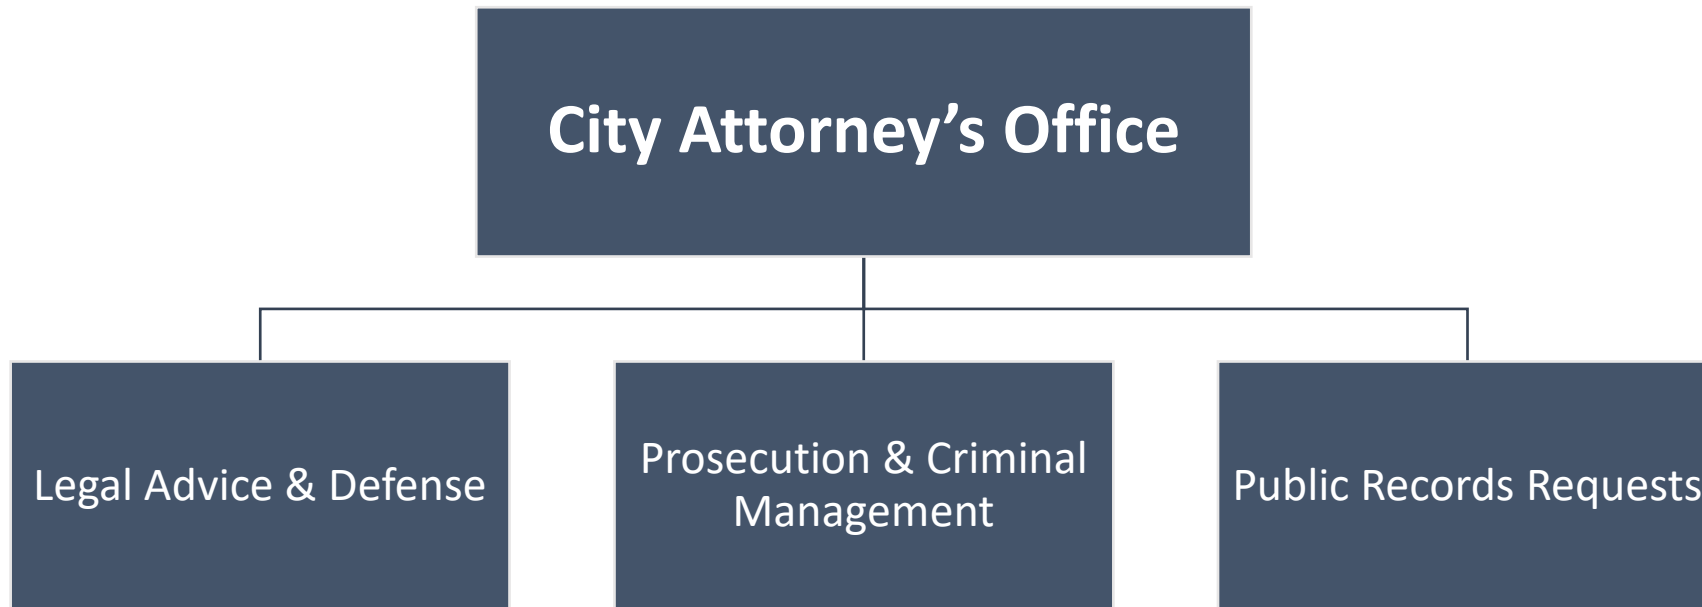 City Attorney’s Office
Legal Advice & Defense
Prosecution & Criminal
Management
Public Records Requests